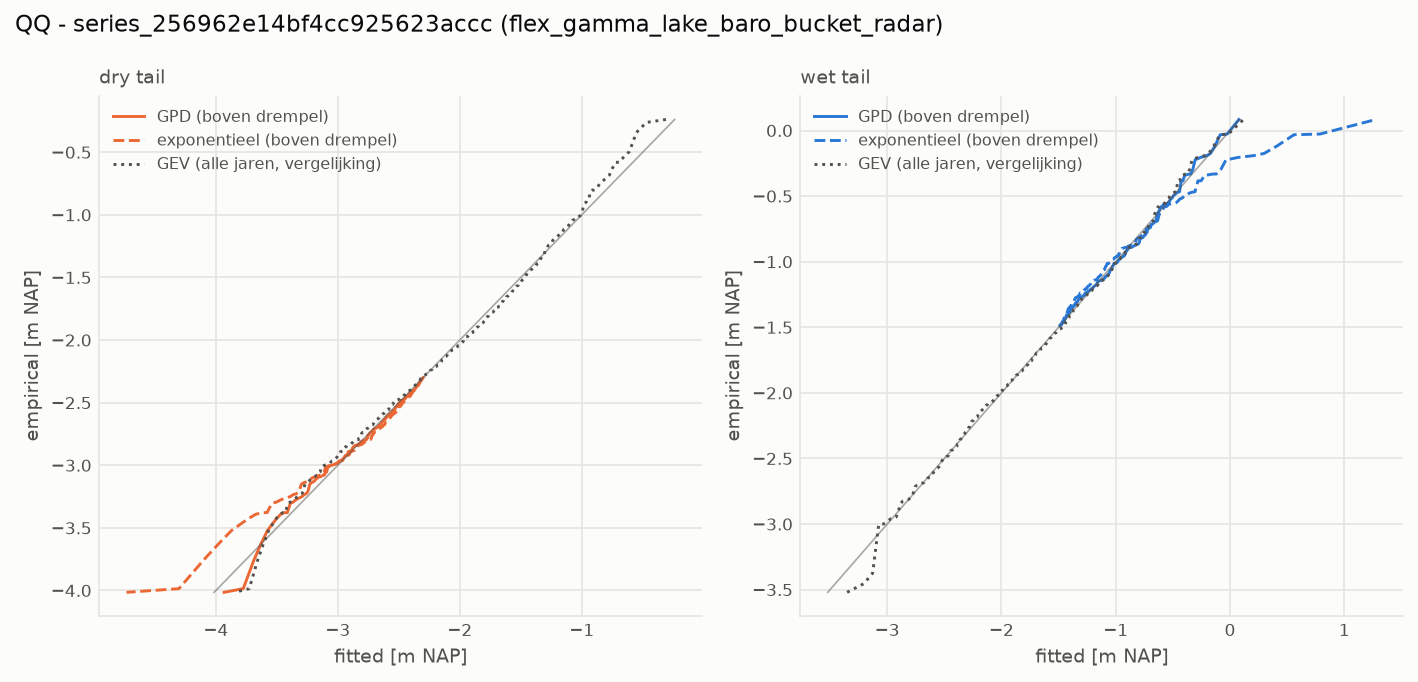 QQ - series_256962e14bf4cc925623accc (flex_gamma_lake_baro_bucket_radar)
dry tail
GPD (boven drempel)
exponentieel (boven drempel)
GEV (alle jaren, vergelijking)
−0.5
−1.0
−1.5
−2.0
−2.5
−3.0
−3.5
−4.0
−4
−3
−2
−1
fitted [m NAP]
empirical [m NAP]
wet tail
GPD (boven drempel)
exponentieel (boven drempel)
GEV (alle jaren, vergelijking)
0.0
−0.5
−1.0
−1.5
−2.0
−2.5
−3.0
−3.5
−3
−2
−1
0
1
fitted [m NAP]
empirical [m NAP]